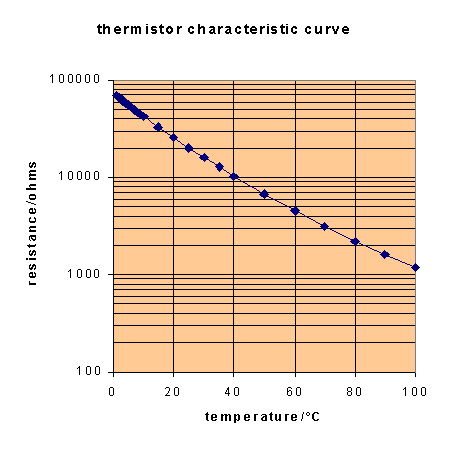 thermistor characteristic curve
100000
10000
1000
100
resistance/ohms
0 20 40 60 80 100
temperature/°C